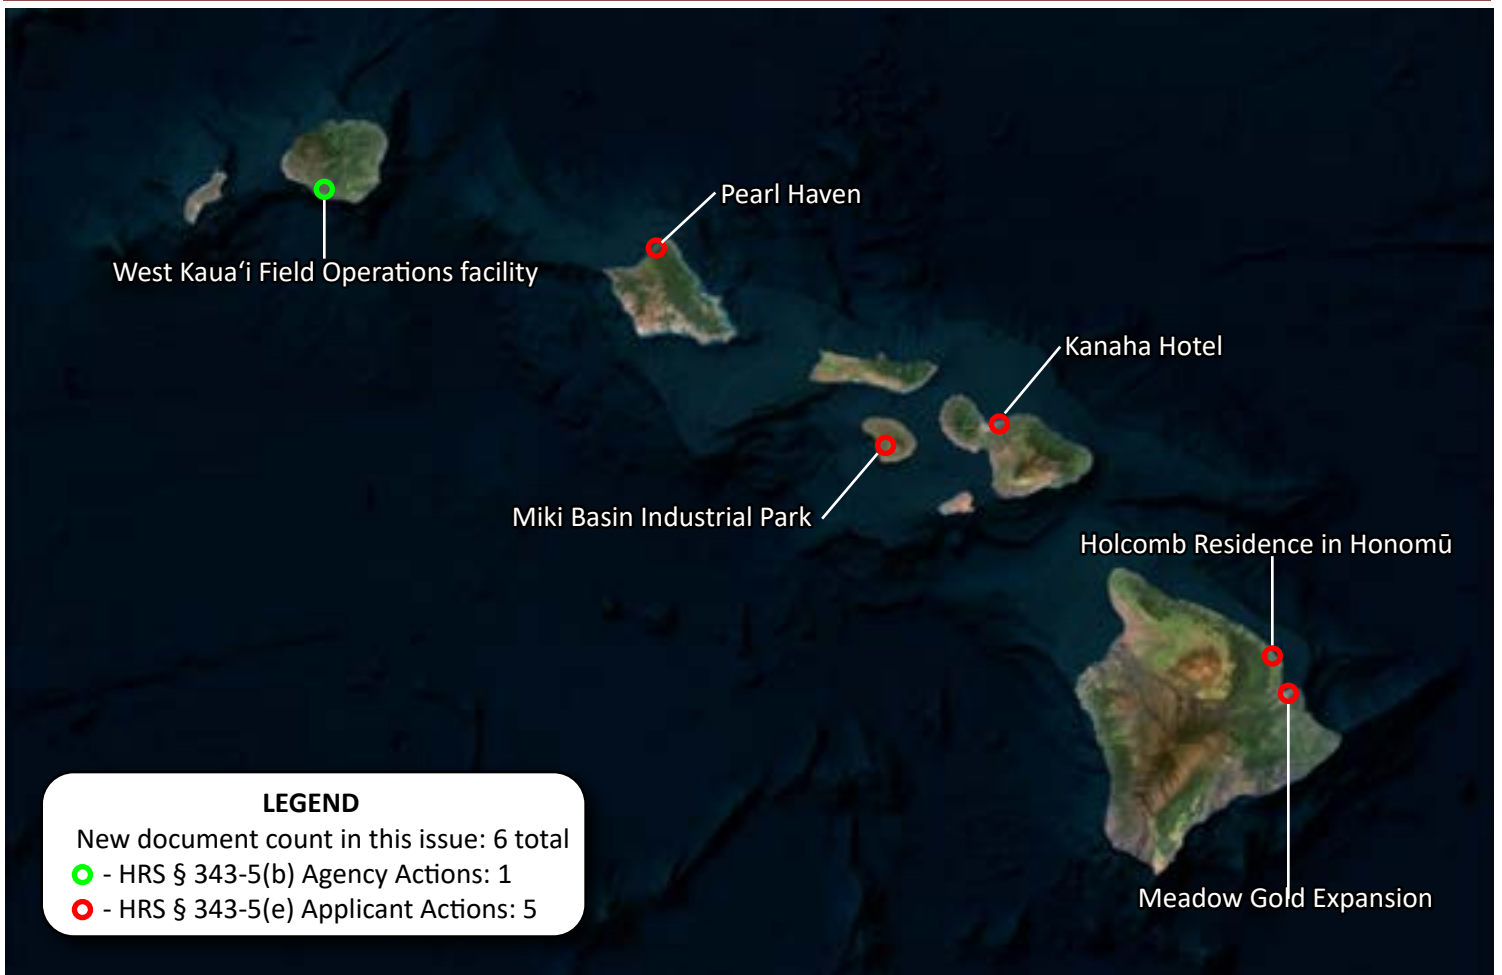 Pearl Haven
West Kauaʻi Field Operations facility
Kanaha Hotel
Miki Basin Industrial Park
Holcomb Residence in Honomū
LEGEND
New document count in this issue: 6 total
- HRS § 343-5(b) Agency Actions: 1
- HRS § 343-5(e) Applicant Actions: 5
Meadow Gold Expansion